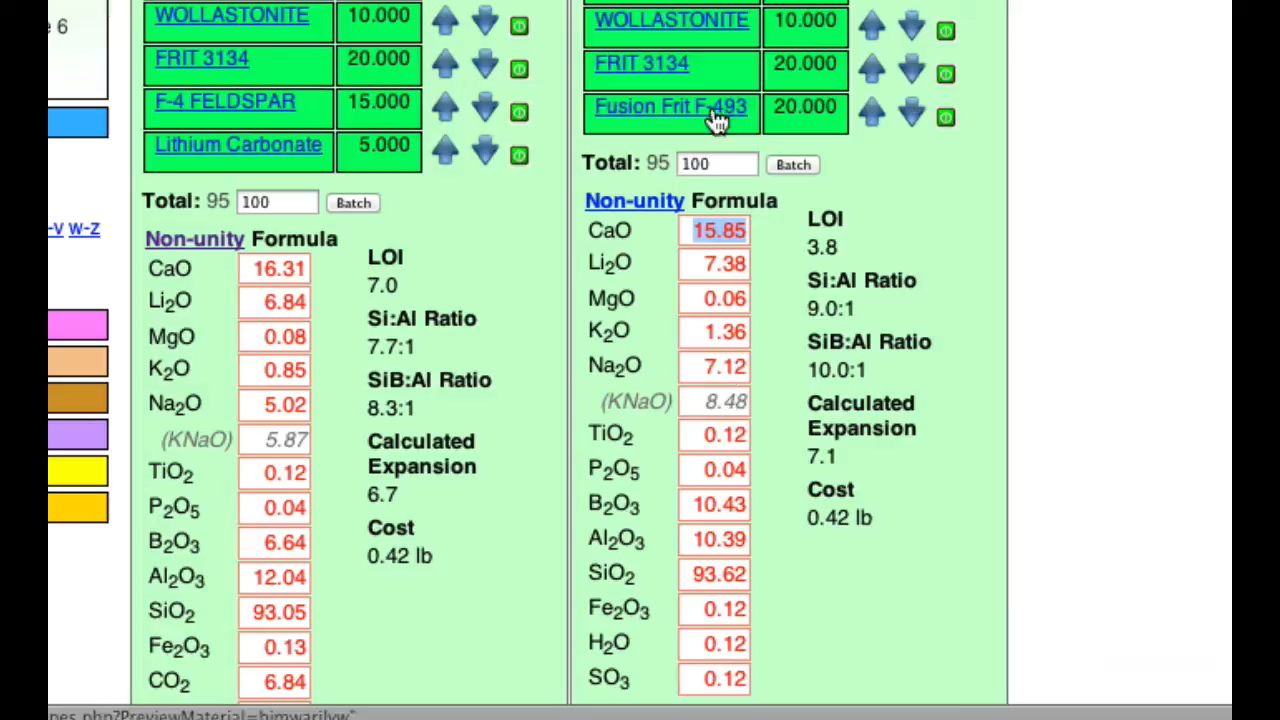 e 6
-V W-Z
WOLLASTONITE 10.000
FRIT 3134 20.000
F-4 FELDSPAR 15.000
Lithium Carbonate 5.000
Total: 95 100 Batch
Non-unity Formula
CaO 16.31
Li2O 6.84
MgO 0.08
K2O 0.85
Na2O 5.02
(KNaO) 5.87
TiO2 0.12
P2O5 0.04
B2O3 6.64
Al2O3 12.04
SiO2 93.05
Fe2O3 0.13
CO2 6.84
LOI
7.0
Si:Al Ratio
7.7:1
SiB:Al Ratio
8.3:1
Calculated
Expansion
6.7
Cost
0.42 lb
WOLLASTONITE 10.000
FRIT 3134 20.000
Fusion Frit F-493 20.000
Total: 95 100 Batch
Non-unity Formula
CaO 15.85
Li2O 7.38
MgO 0.06
K2O 1.36
Na2O 7.12
(KNaO) 8.48
TiO2 0.12
P2O5 0.04
B2O3 10.43
Al2O3 10.39
SiO2 93.62
Fe2O3 0.12
H2O 0.12
SO3 0.12
LOI
3.8
Si:Al Ratio
9.0:1
SiB:Al Ratio
10.0:1
Calculated
Expansion
7.1
Cost
0.42 lb